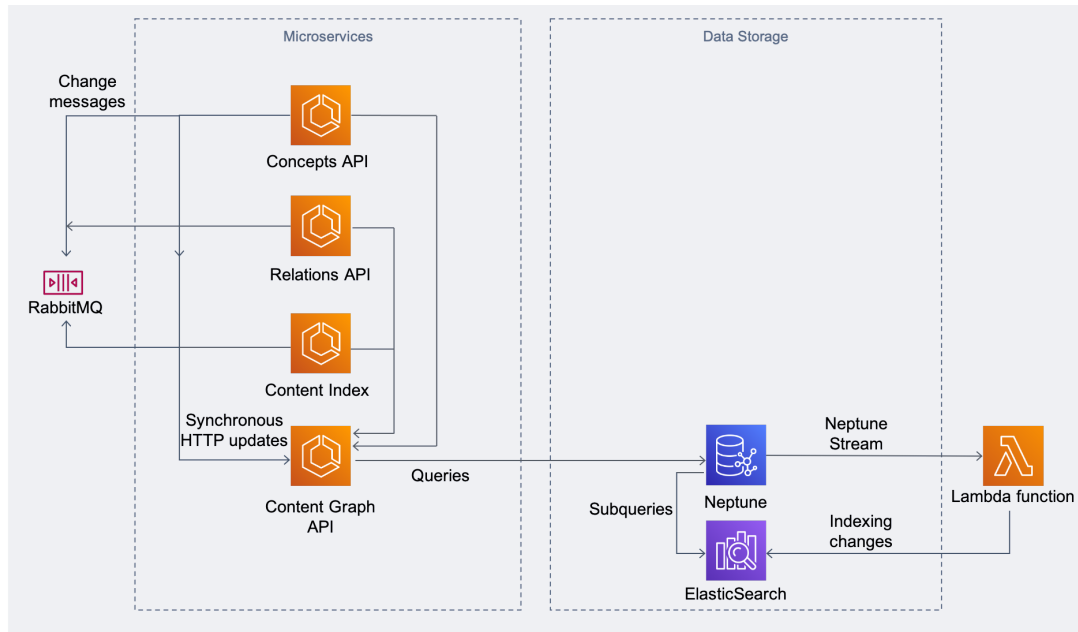 Microservices
Data Storage
Change
messages
Concepts API
Relations API
RabbitMQ
Content Index
Synchronous
HTTP updates
Content Graph
API
Queries
Neptune
Subqueries
ElasticSearch
Neptune
Stream
Lambda function
Indexing
changes